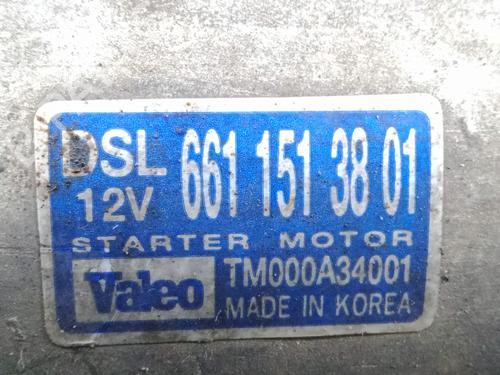 DSL 661 151 38 01
12V
STARTER MOTOR
Valeo TM000A34001
MADE IN KOREA